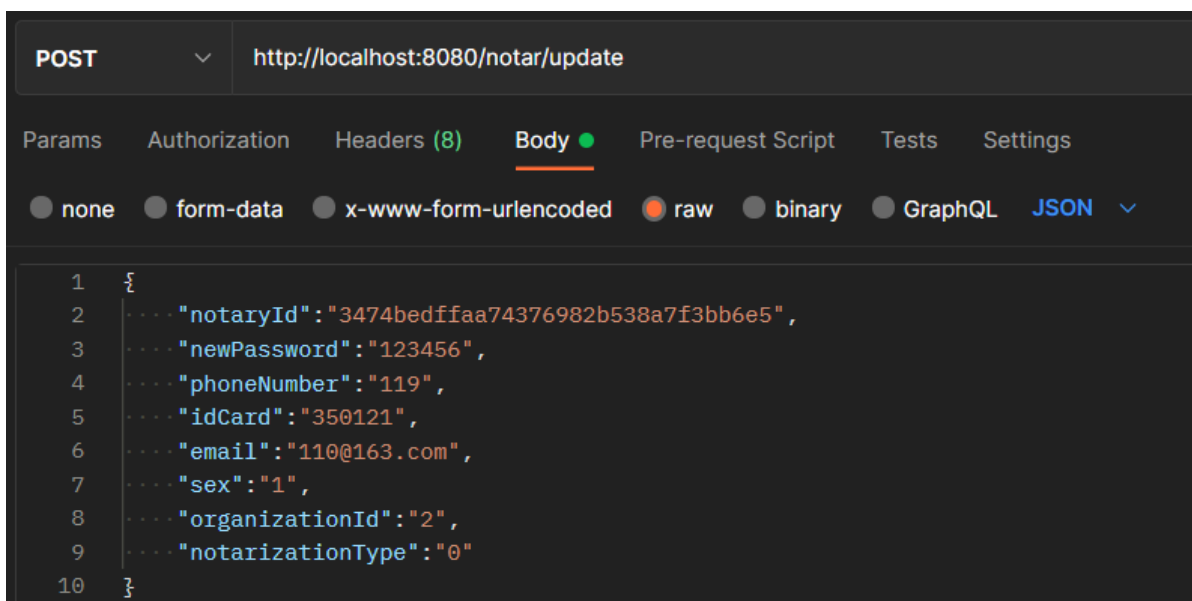 POST http://localhost:8080/notar/update
Params Authorization Headers (8) Body Pre-request Script Tests Settings
none form-data x-www-form-urlencoded raw binary GraphQL JSON
1 {
2 ····"notaryId":"3474bedffaa74376982b538a7f3bb6e5",
3 ····"newPassword":"123456",
4 ····"phoneNumber":"119",
5 ····"idCard":"350121",
6 ····"email":"110@163.com",
7 ····"sex":"1",
8 ····"organizationId":"2",
9 ····"notarizationType":"0"
10 }